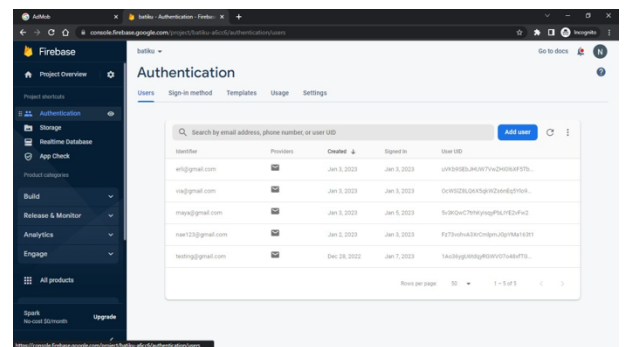 AdMob
batiku - Authentication - Firebas
console.firebase.google.com/project/batiku-a6cc6/authentication/users
Incognito
Firebase
batiku
Go to docs
N
Project Overview
Authentication
Users Sign-in method Templates Usage Settings
Project shortcuts
Authentication
Storage
Realtime Database
App Check
Product categories
Build
Release & Monitor
Analytics
Engage
All products
Spark
No-cost $0/month
Upgrade
Search by email address, phone number, or user UID
Add user
Identifier Providers Created Signed In User UID
Jan 3, 2023 Jan 3, 2023
via@gmail.com Jan 3, 2023 Jan 3, 2023
maya@gmail.com Jan 3, 2023 Jan 3, 2023
nae123@gmail.com Jan 2, 2023 Jan 3, 2023
testing@gmail.com Dec 28, 2022 Jan 7, 2023
Rows per page 50 1 – 5 of 5